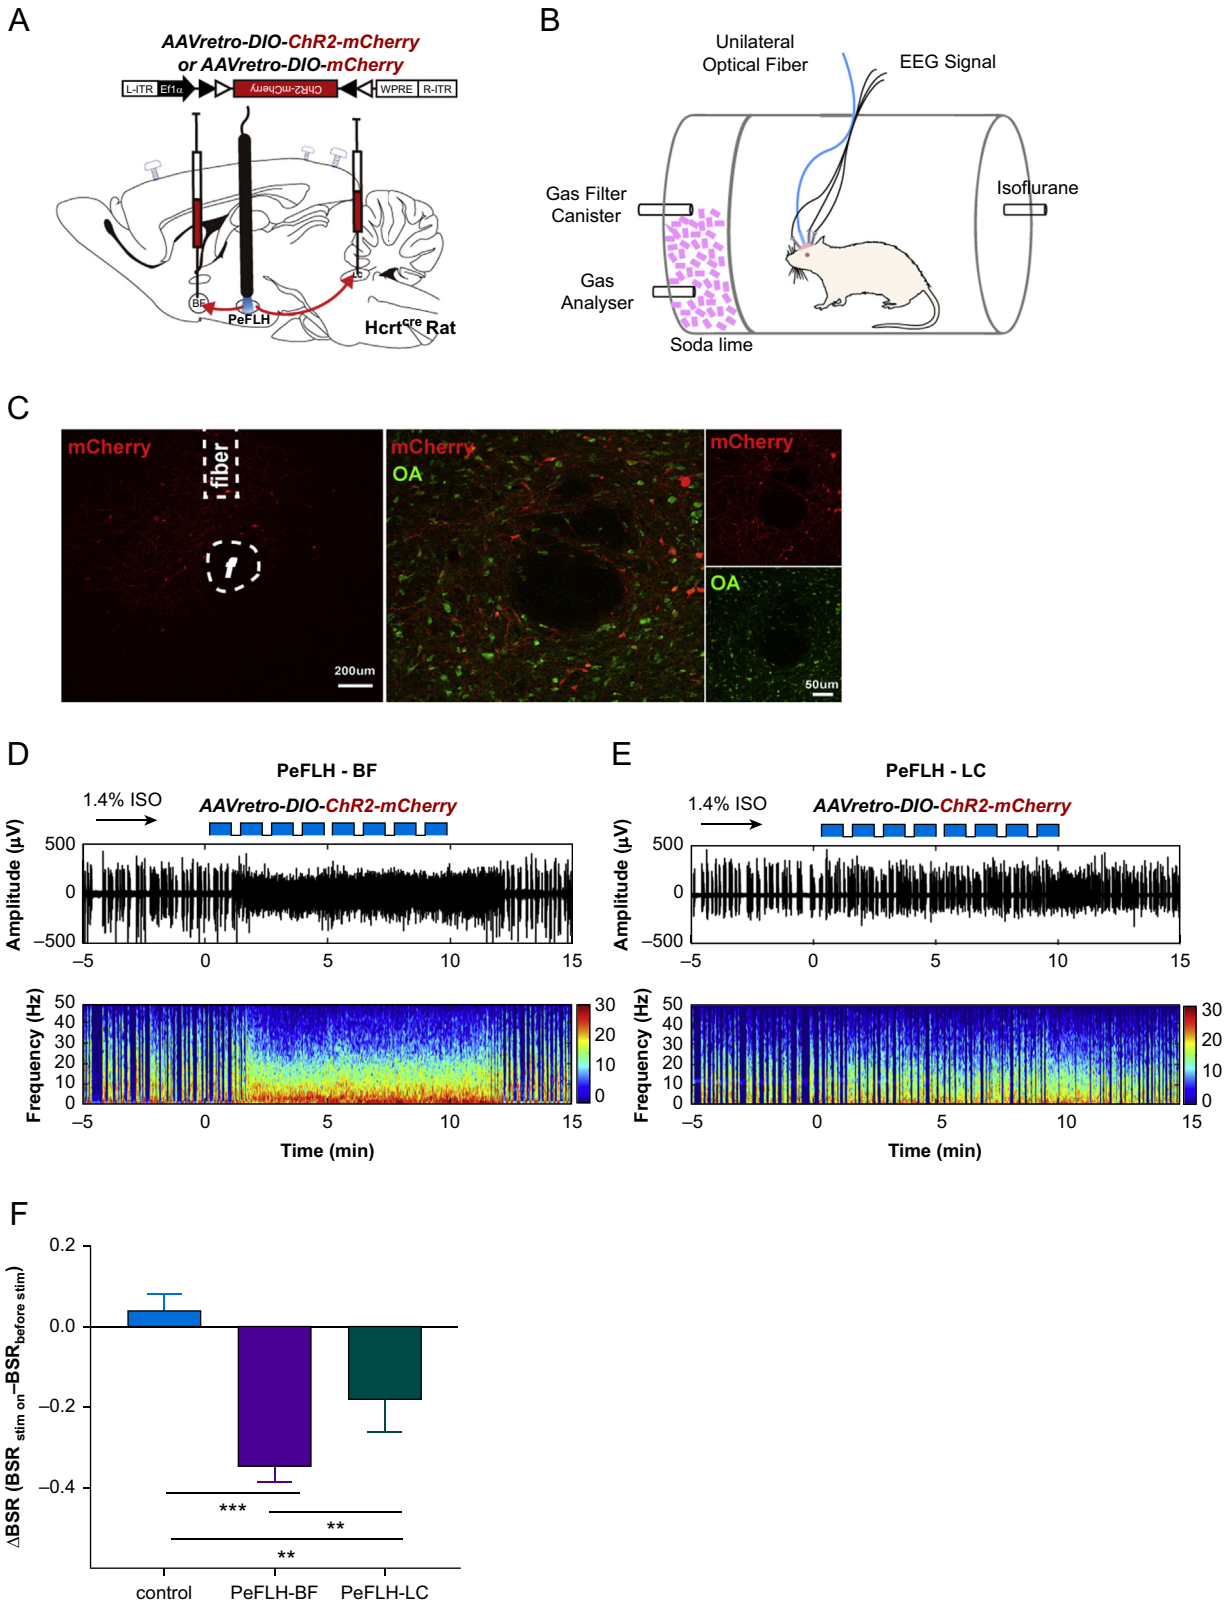 A
AAVretro-DIO-ChR2-mCherry
or AAVretro-DIO-mCherry
L-ITR Ef1α ChR2-mCherry WPRE R-ITR
BF
PeFLH
LC
Hcrtcre Rat
B
Unilateral
Optical Fiber
EEG Signal
Gas Filter
Canister
Isoflurane
Gas
Analyser
Soda lime
C
mCherry
fiber
f
200um
mCherry
OA
mCherry
OA
50um
D
PeFLH - BF
1.4% ISO
AAVretro-DIO-ChR2-mCherry
Amplitude (µV)
500
0
–500
–5 0 5 10 15
Frequency (Hz)
50
40
30
20
10
0
30
20
10
0
–5 0 5 10 15
Time (min)
E
PeFLH - LC
1.4% ISO
AAVretro-DIO-ChR2-mCherry
Amplitude (µV)
500
0
–500
–5 0 5 10 15
Frequency (Hz)
50
40
30
20
10
0
30
20
10
0
–5 0 5 10 15
Time (min)
F
ΔBSR (BSR stim on–BSRbefore stim)
0.2
0.0
–0.2
–0.4
***
**
**
control PeFLH-BF PeFLH-LC